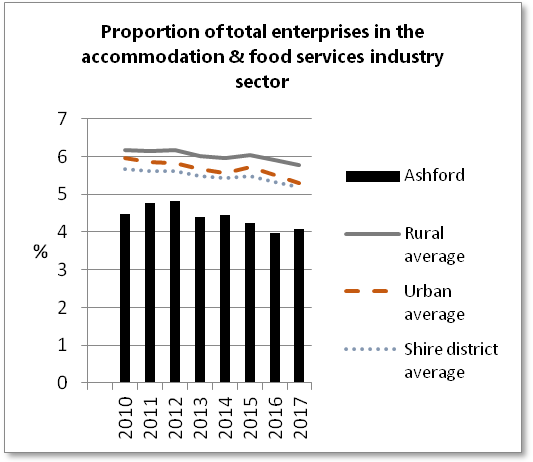 Proportion of total enterprises in the
accommodation & food services industry
sector
7
6
5
4
3
2
1
0
%
2010
2011
2012
2013
2014
2015
2016
2017
Ashford
Rural
average
Urban
average
Shire district
average